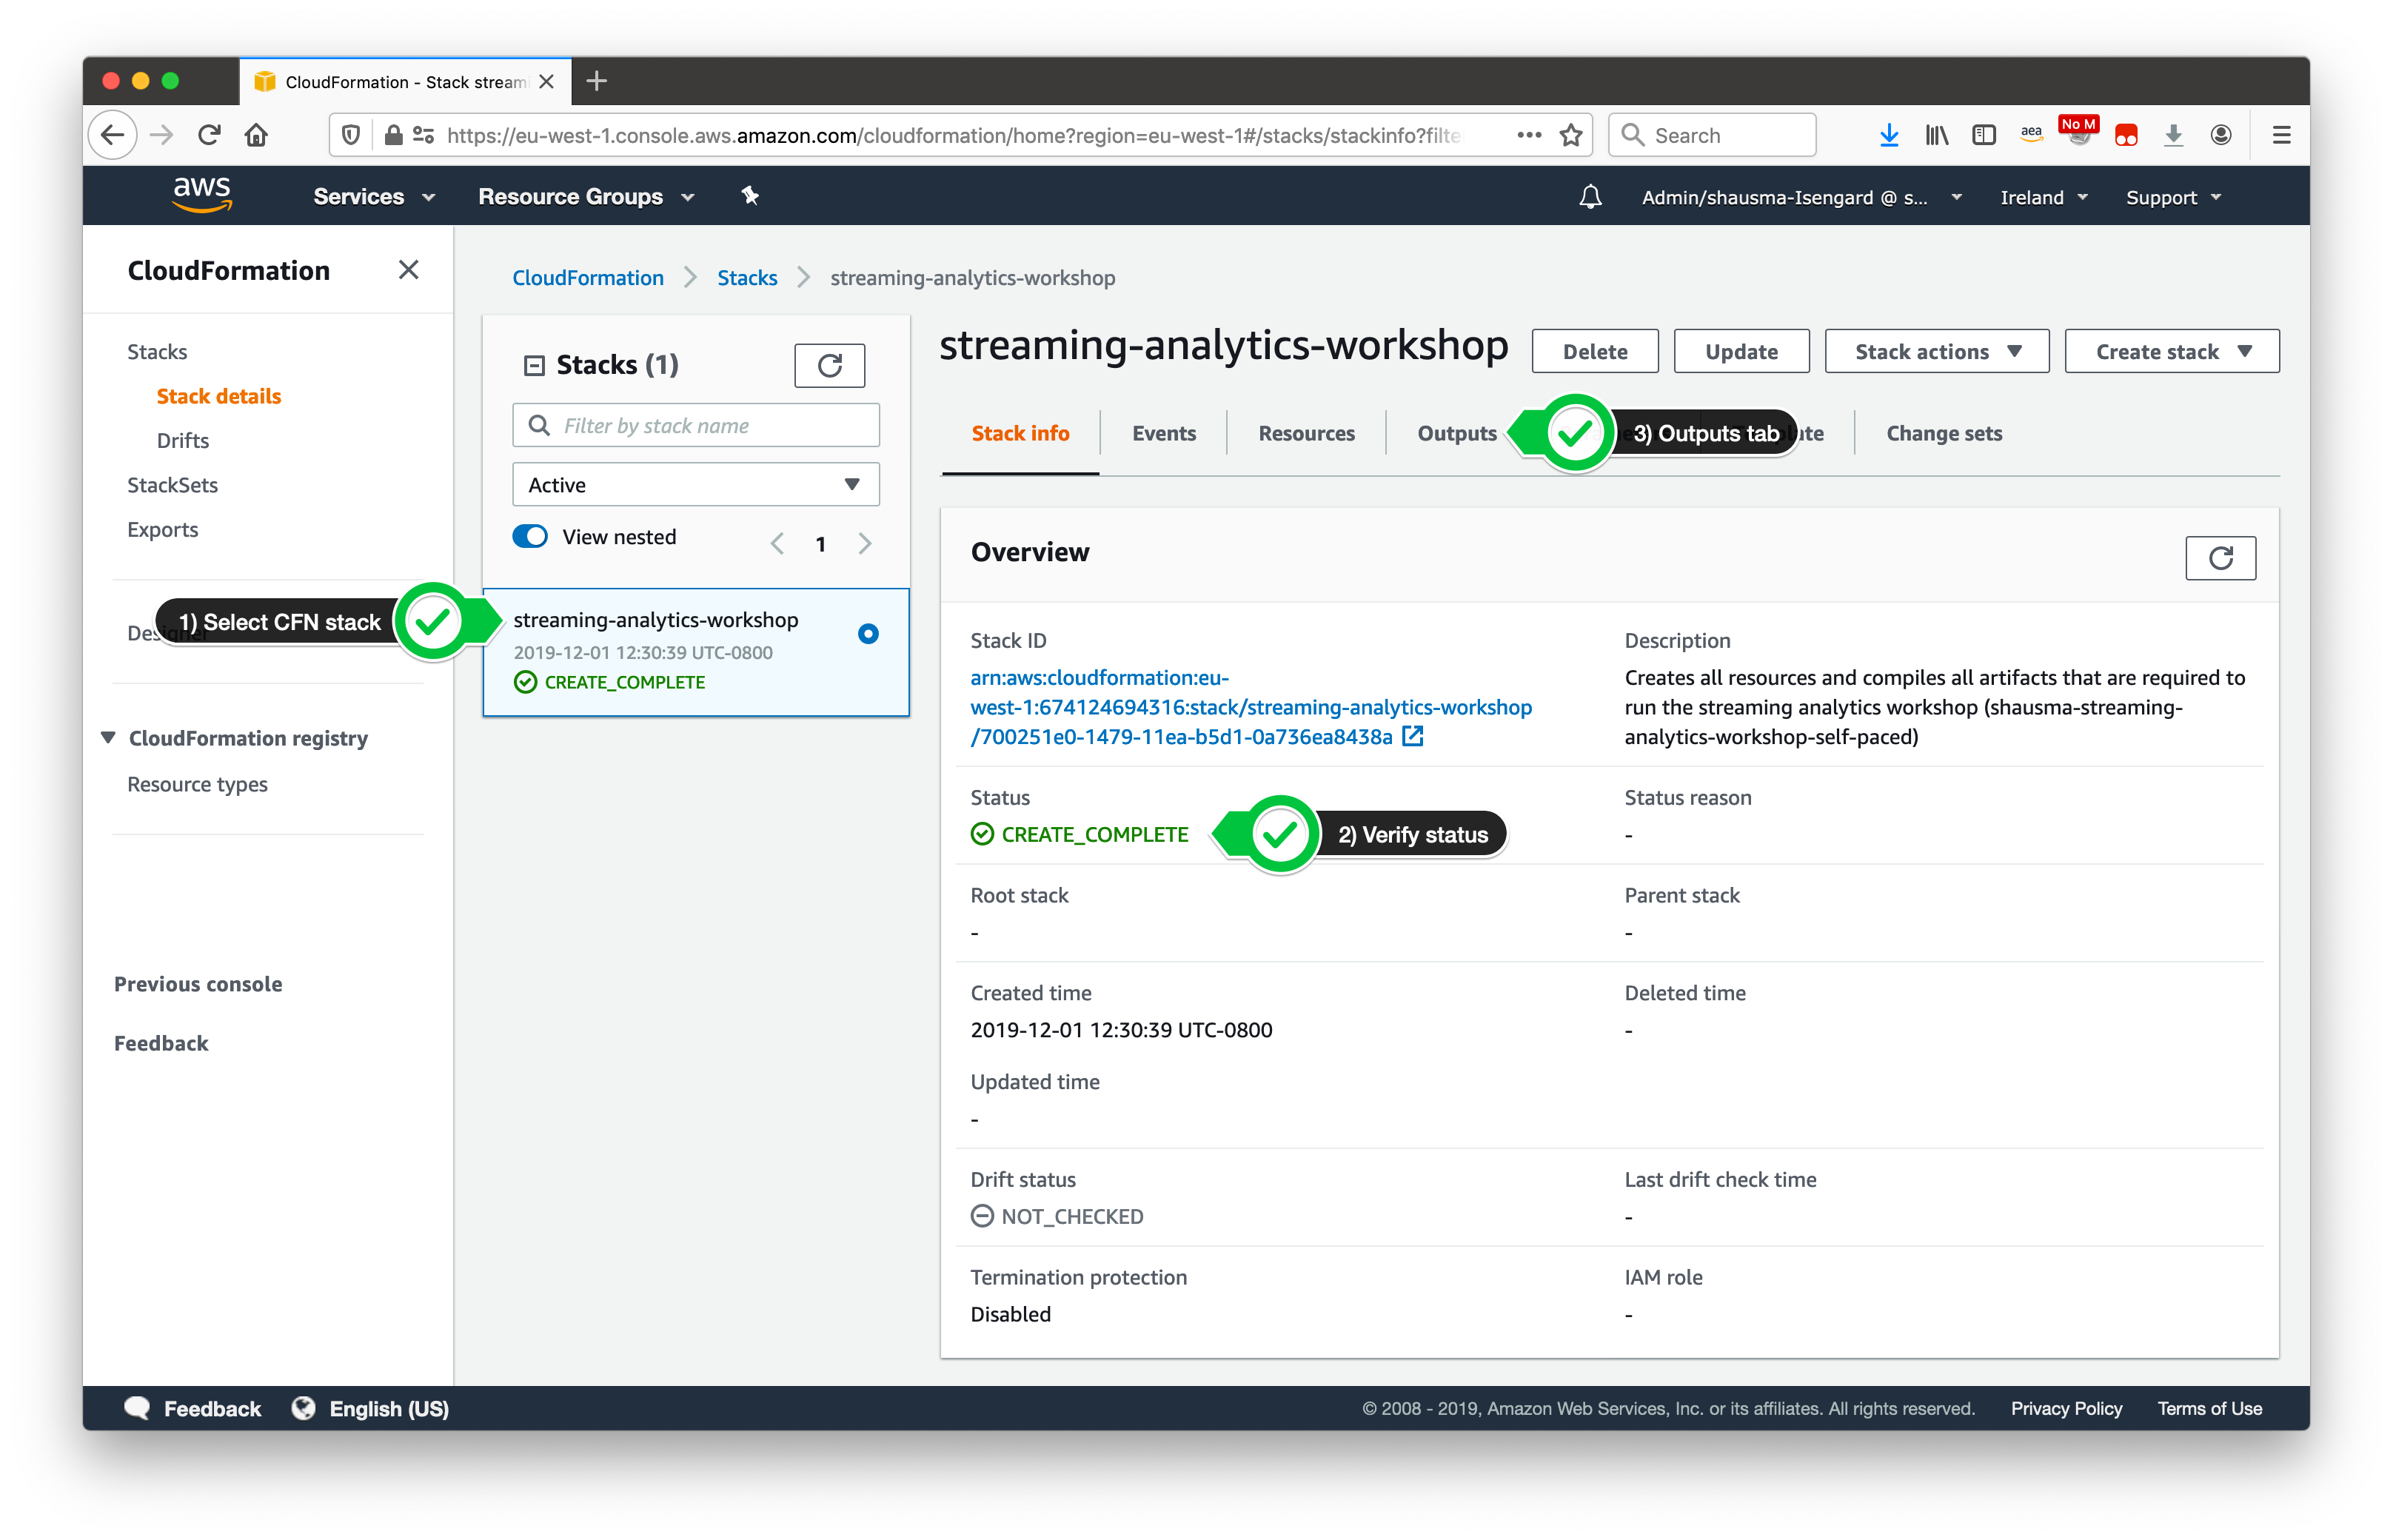 CloudFormation - Stack stream
https://eu-west-1.console.aws.amazon.com/cloudformation/home?region=eu-west-1#/stacks/stackinfo?filte
Search
aea
No M
aws
Services
Resource Groups
Admin/shausma-Isengard @ s...
Ireland
Support
CloudFormation
Stacks
Stack details
Drifts
StackSets
Exports
1) Select CFN stack
CloudFormation registry
Resource types
Previous console
Feedback
CloudFormation
Stacks
streaming-analytics-workshop
Stacks (1)
Filter by stack name
Active
View nested
1
streaming-analytics-workshop
2019-12-01 12:30:39 UTC-0800
CREATE_COMPLETE
streaming-analytics-workshop
Delete
Update
Stack actions
Create stack
Stack info
Events
Resources
Outputs
3) Outputs tab
Change sets
Overview
Stack ID
arn:aws:cloudformation:eu-
west-1:674124694316:stack/streaming-analytics-workshop
/700251e0-1479-11ea-b5d1-0a736ea8438a
Description
Creates all resources and compiles all artifacts that are required to
run the streaming analytics workshop (shausma-streaming-
analytics-workshop-self-paced)
Status
CREATE_COMPLETE
2) Verify status
Status reason
-
Root stack
-
Parent stack
-
Created time
2019-12-01 12:30:39 UTC-0800
Deleted time
-
Updated time
-
Drift status
NOT_CHECKED
Last drift check time
-
Termination protection
Disabled
IAM role
-
Feedback
English (US)
© 2008 - 2019, Amazon Web Services, Inc. or its affiliates. All rights reserved.
Privacy Policy
Terms of Use